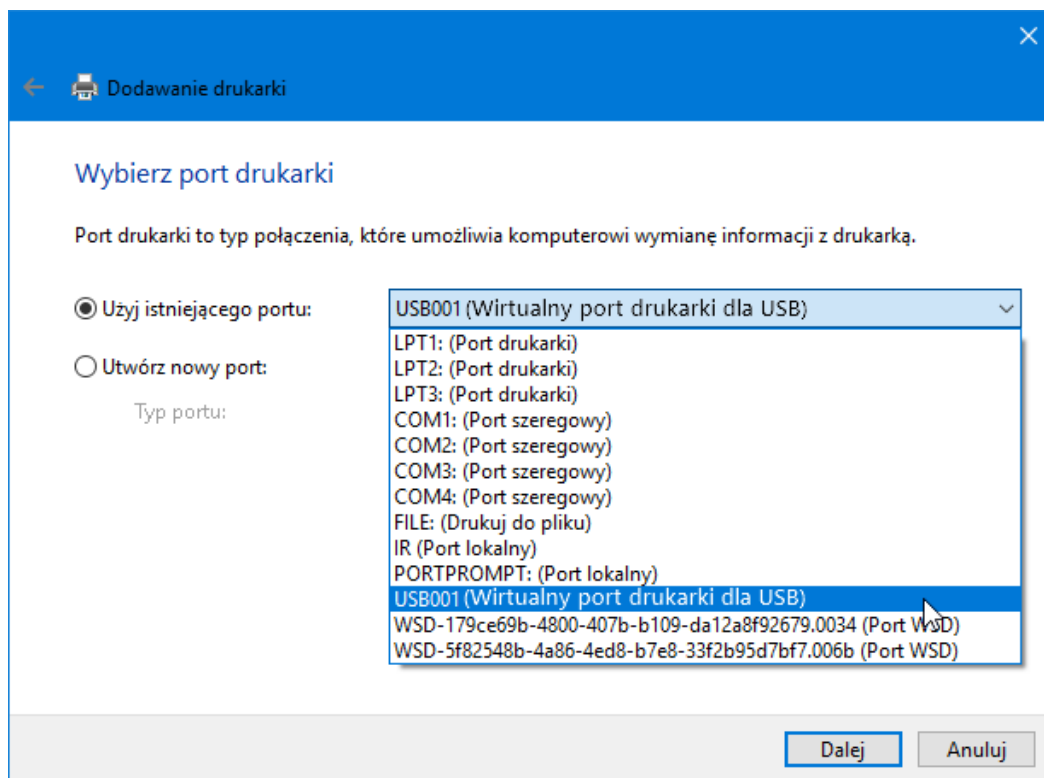 Dodawanie drukarki
Wybierz port drukarki
Port drukarki to typ połączenia, które umożliwia komputerowi wymianę informacji z drukarką.
Użyj istniejącego portu: USB001 (Wirtualny port drukarki dla USB)
LPT1: (Port drukarki)
Utwórz nowy port: LPT2: (Port drukarki)
LPT3: (Port drukarki)
Typ portu: COM1: (Port szeregowy)
COM2: (Port szeregowy)
COM3: (Port szeregowy)
COM4: (Port szeregowy)
FILE: (Drukuj do pliku)
IR (Port lokalny)
PORTPROMPT: (Port lokalny)
USB001 (Wirtualny port drukarki dla USB)
WSD-179ce69b-4800-407b-b109-da12a8f92679.0034 (Port WSD)
WSD-5f82548b-4a86-4ed8-b7e8-33f2b95d7bf7.006b (Port WSD)
Dalej Anuluj